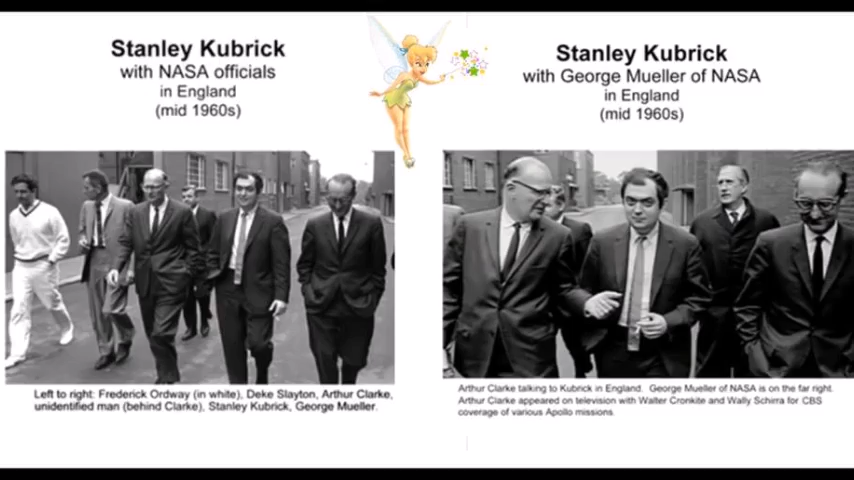 Stanley Kubrick
with NASA officials
in England
(mid 1960s)
Left to right: Frederick Ordway (in white), Deke Slayton, Arthur Clarke,
unidentified man (behind Clarke), Stanley Kubrick, George Mueller.
Stanley Kubrick
with George Mueller of NASA
in England
(mid 1960s)
Arthur Clarke talking to Kubrick in England. George Mueller of NASA is on the far right.
Arthur Clarke appeared on television with Walter Cronkite and Wally Schirra for CBS
coverage of various Apollo missions.